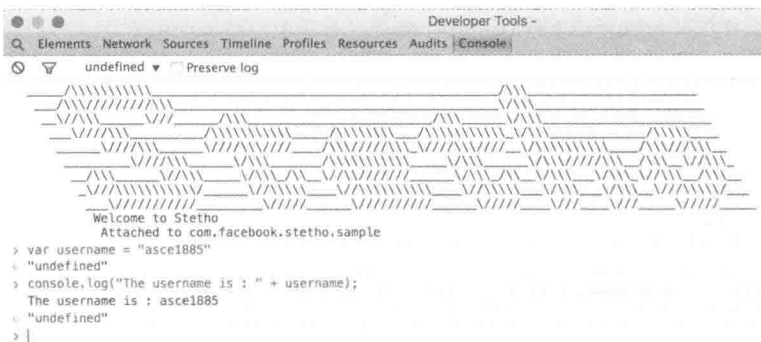 Developer Tools -
Elements Network Sources Timeline Profiles Resources Audits Console
undefined ▼ Preserve log
Welcome to Stetho
Attached to com.facebook.stetho.sample
> var username = "asce1885"
< "undefined"
> console.log("The username is : " + username);
The username is : asce1885
< "undefined"
>